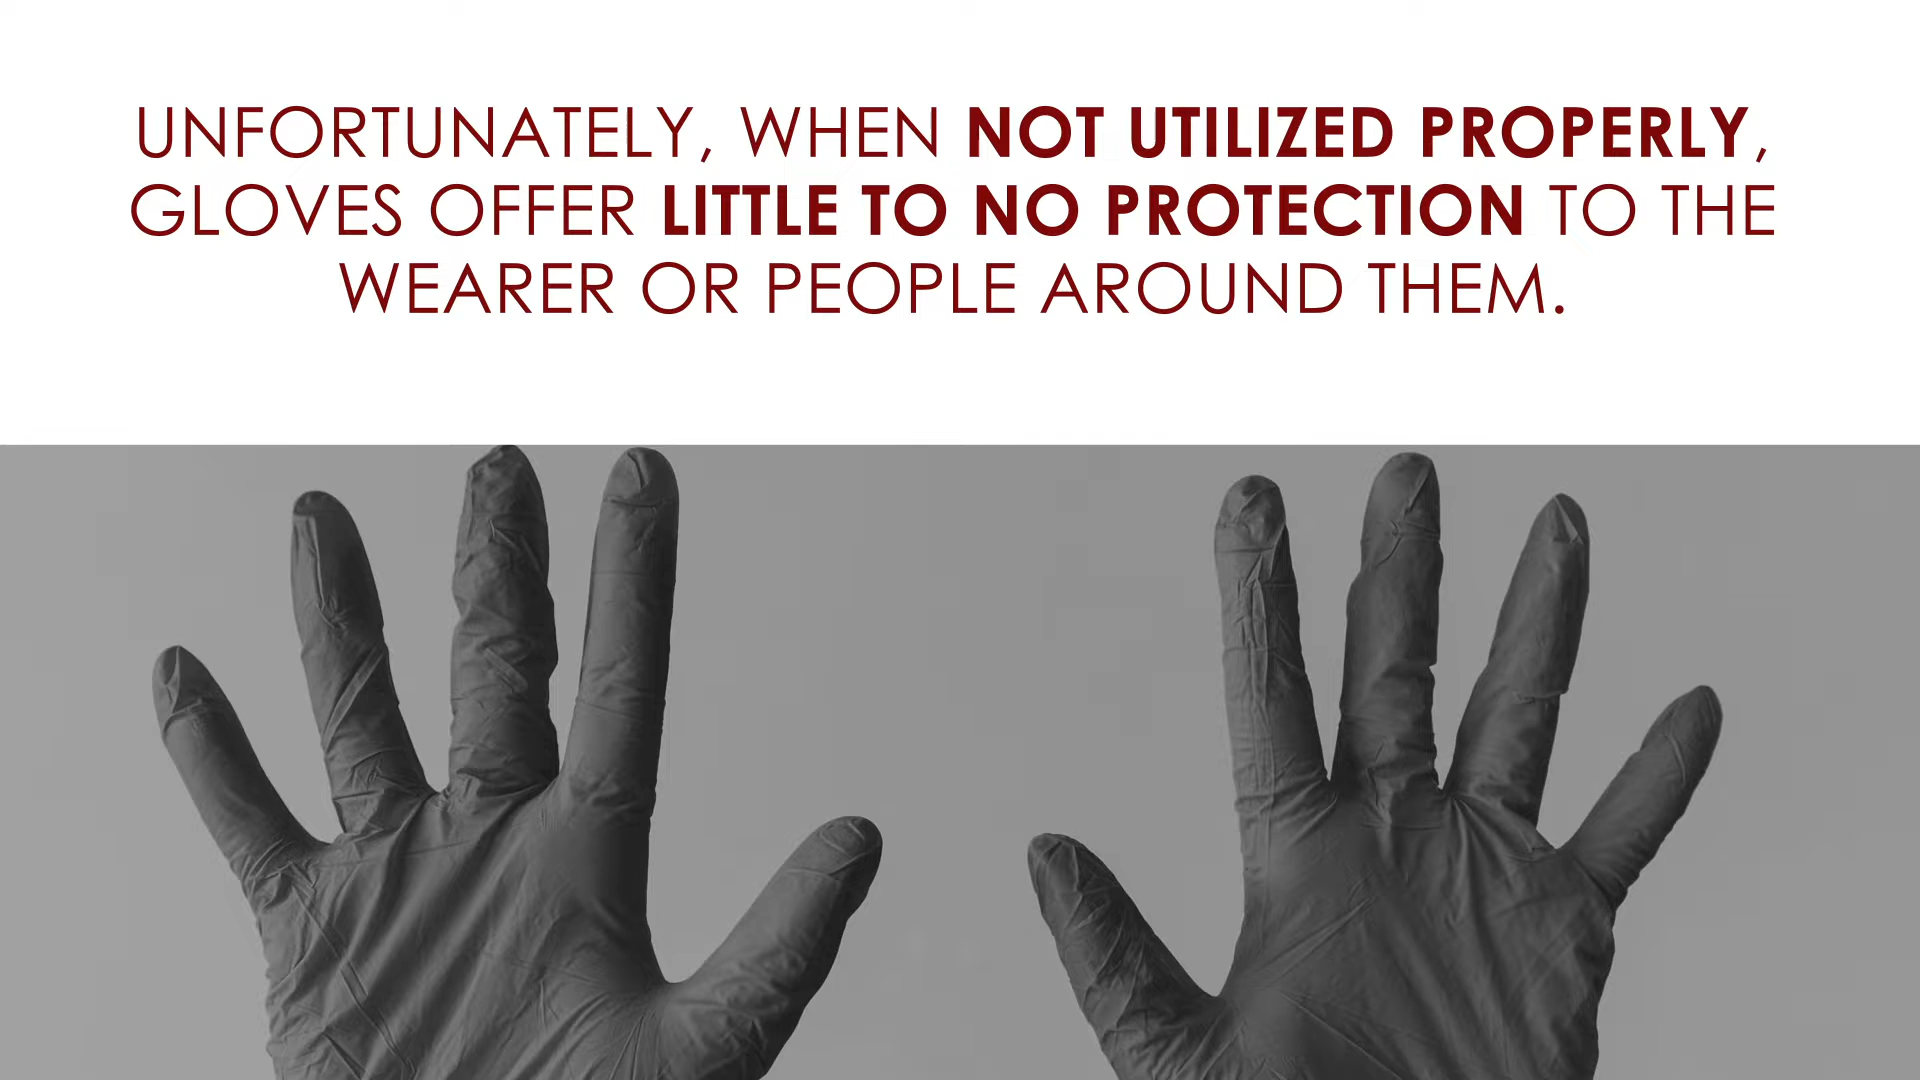 UNFORTUNATELY, WHEN NOT UTILIZED PROPERLY,
GLOVES OFFER LITTLE TO NO PROTECTION TO THE
WEARER OR PEOPLE AROUND THEM.